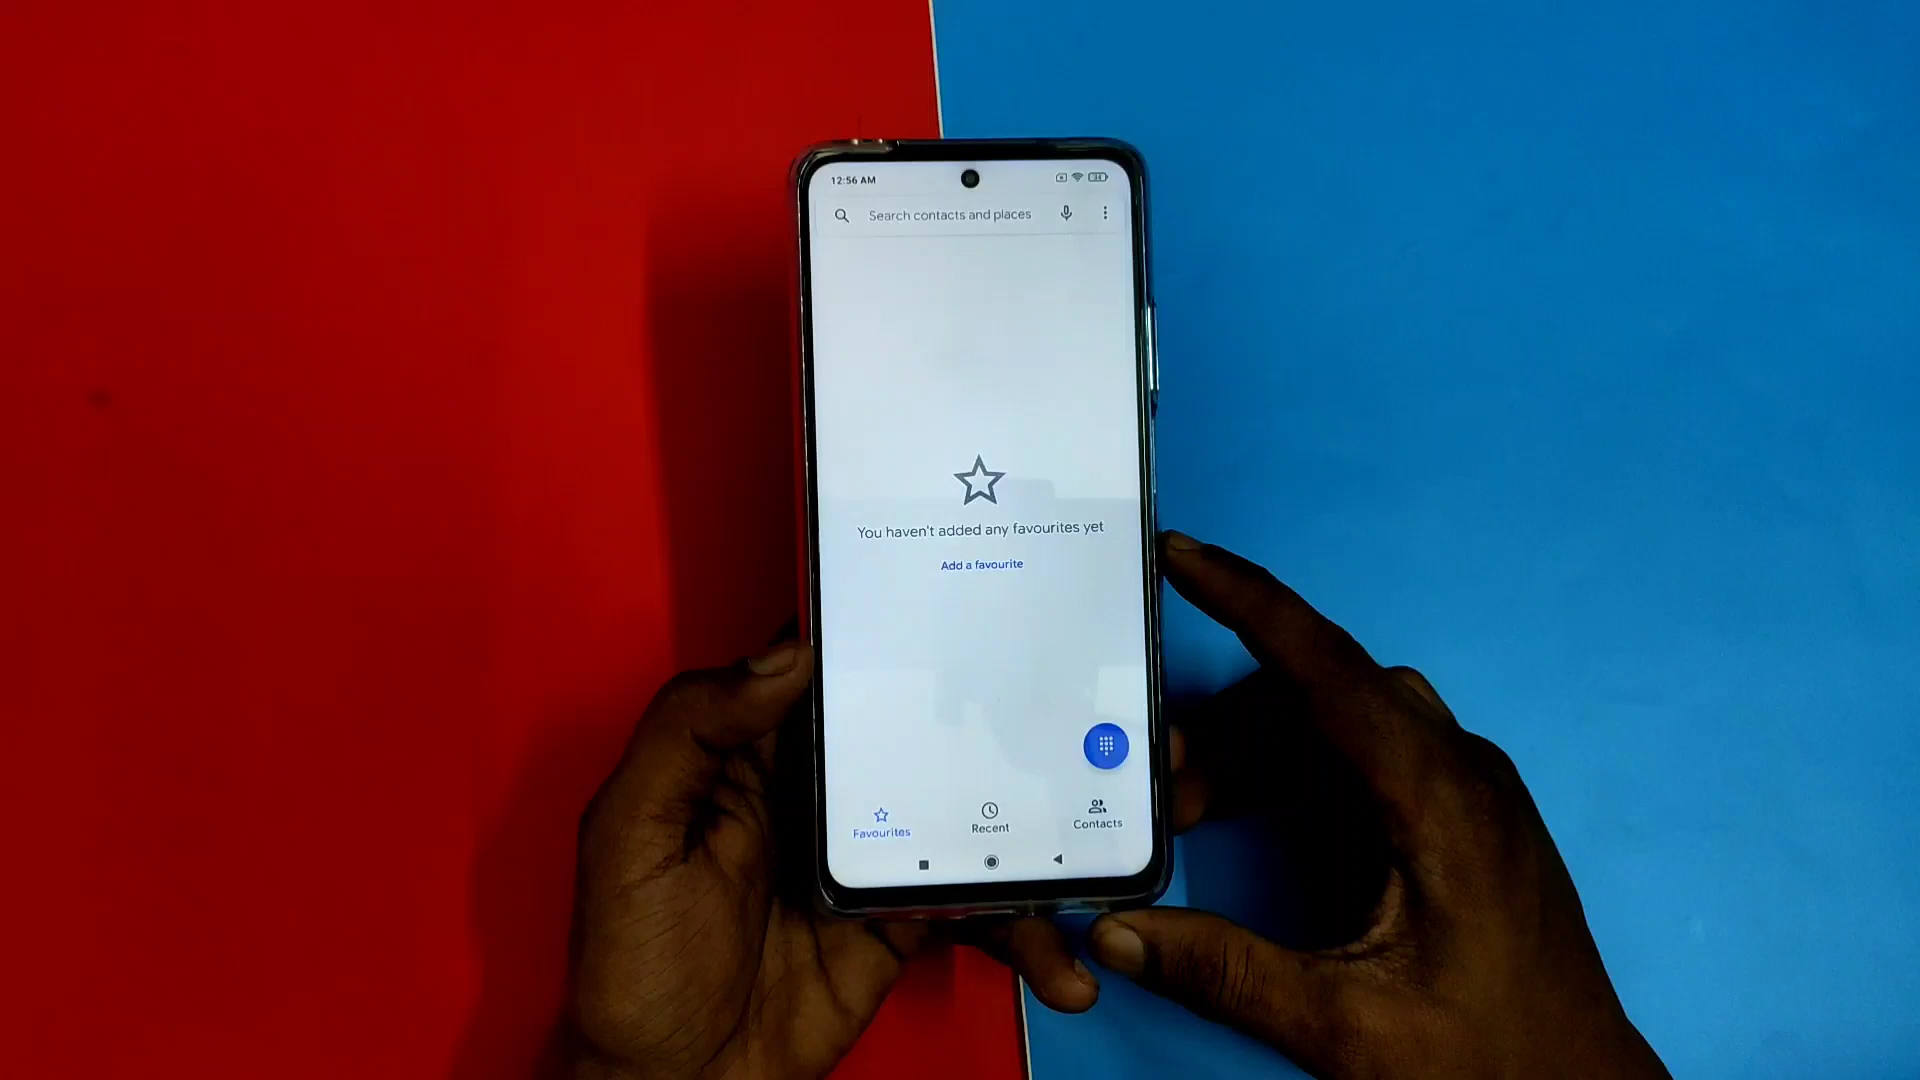 12:56 AM
Search contacts and places
You haven't added any favourites yet
Add a favourite
Favourites
Recent
Contacts